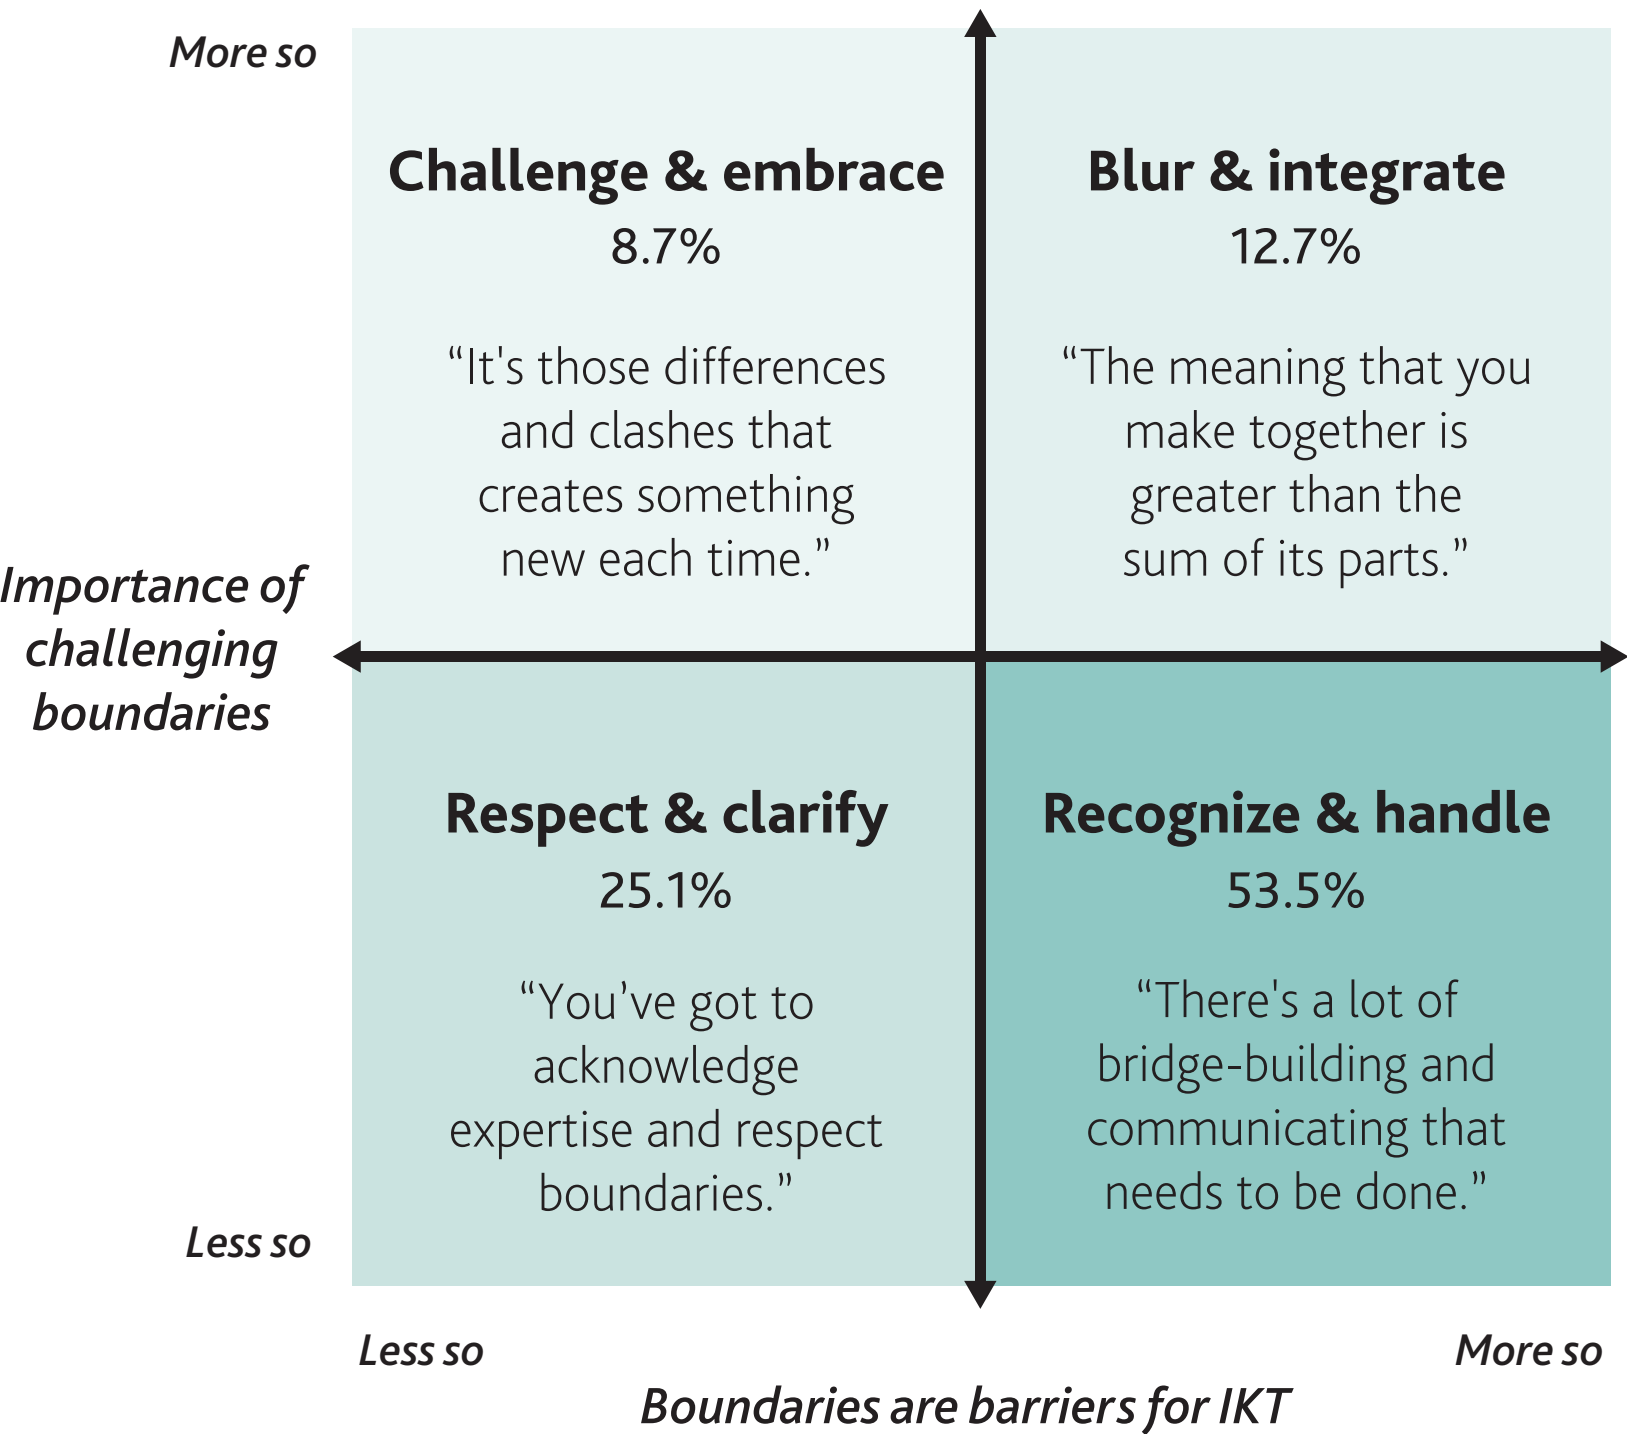 More so
Challenge & embrace
8.7%
“It's those differences
and clashes that
creates something
new each time.”
Blur & integrate
12.7%
“The meaning that you
make together is
greater than the
sum of its parts.”
Importance of
challenging
boundaries
Respect & clarify
25.1%
“You’ve got to
acknowledge
expertise and respect
boundaries.”
Recognize & handle
53.5%
“There's a lot of
bridge-building and
communicating that
needs to be done.”
Less so
Less so
More so
Boundaries are barriers for IKT